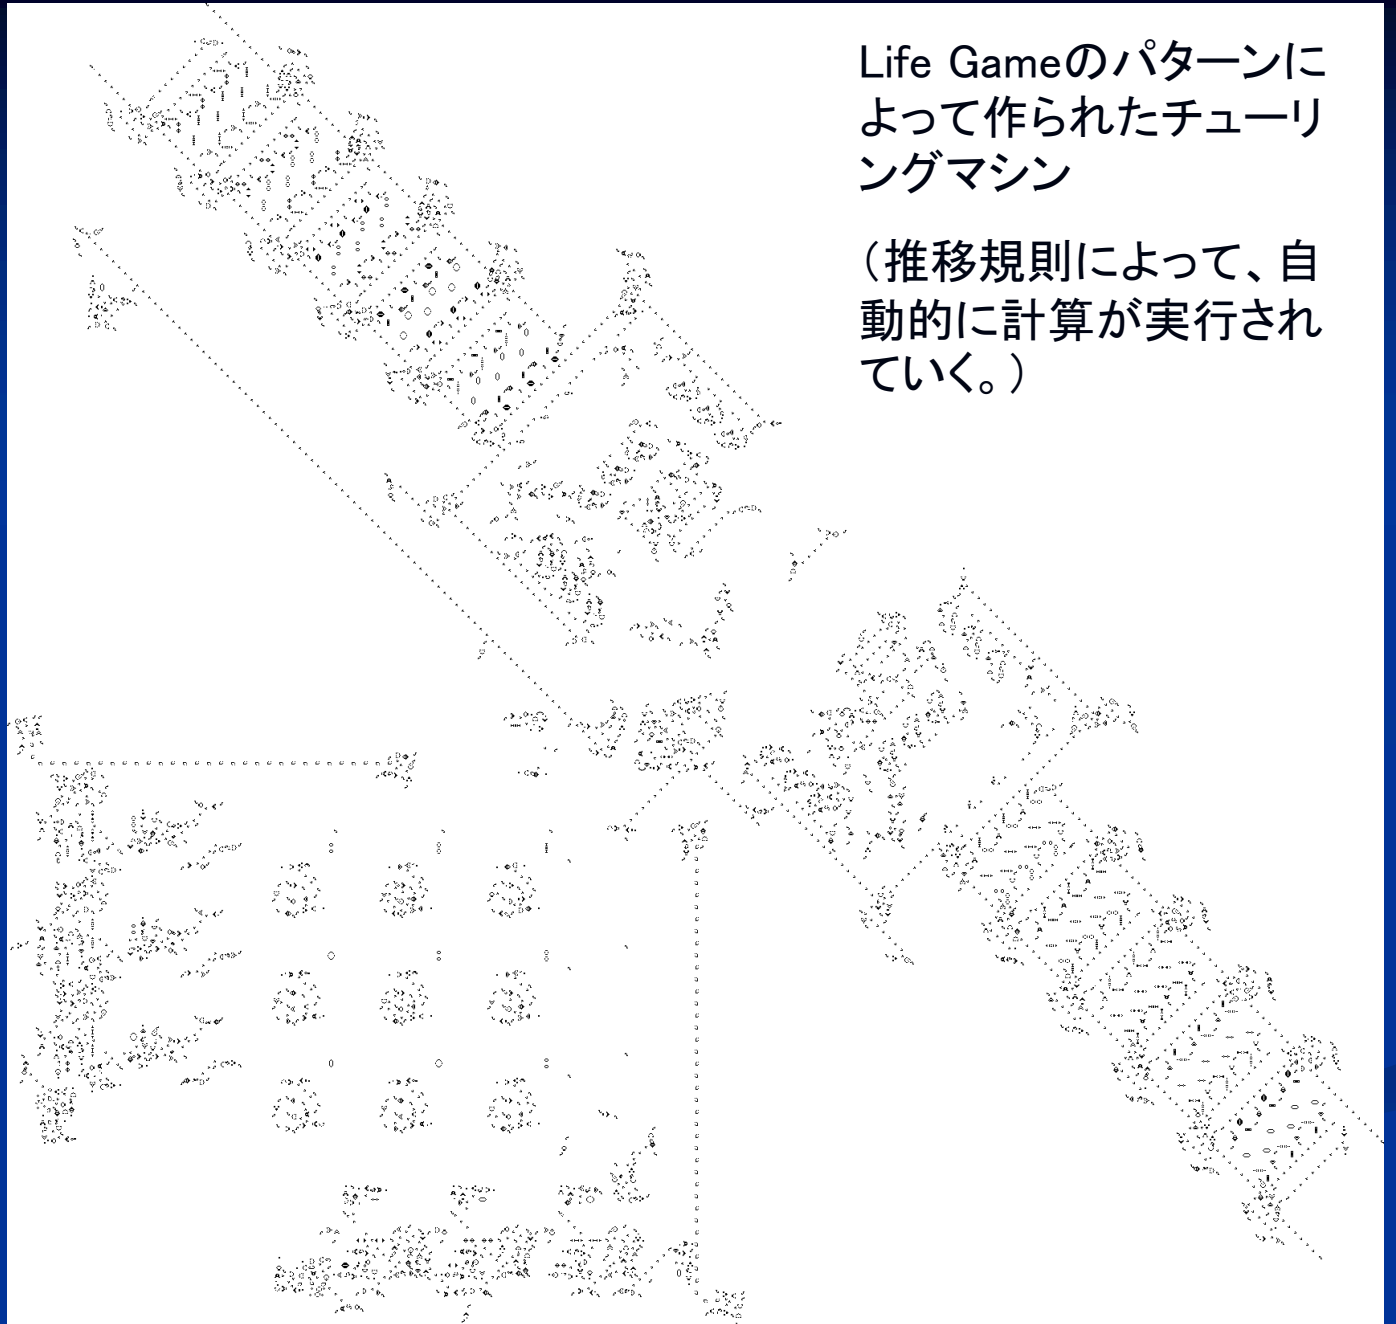 Life Gameのパターンに
よって作られたチューリ
ングマシン
（推移規則によって、自
動的に計算が実行され
ていく。）